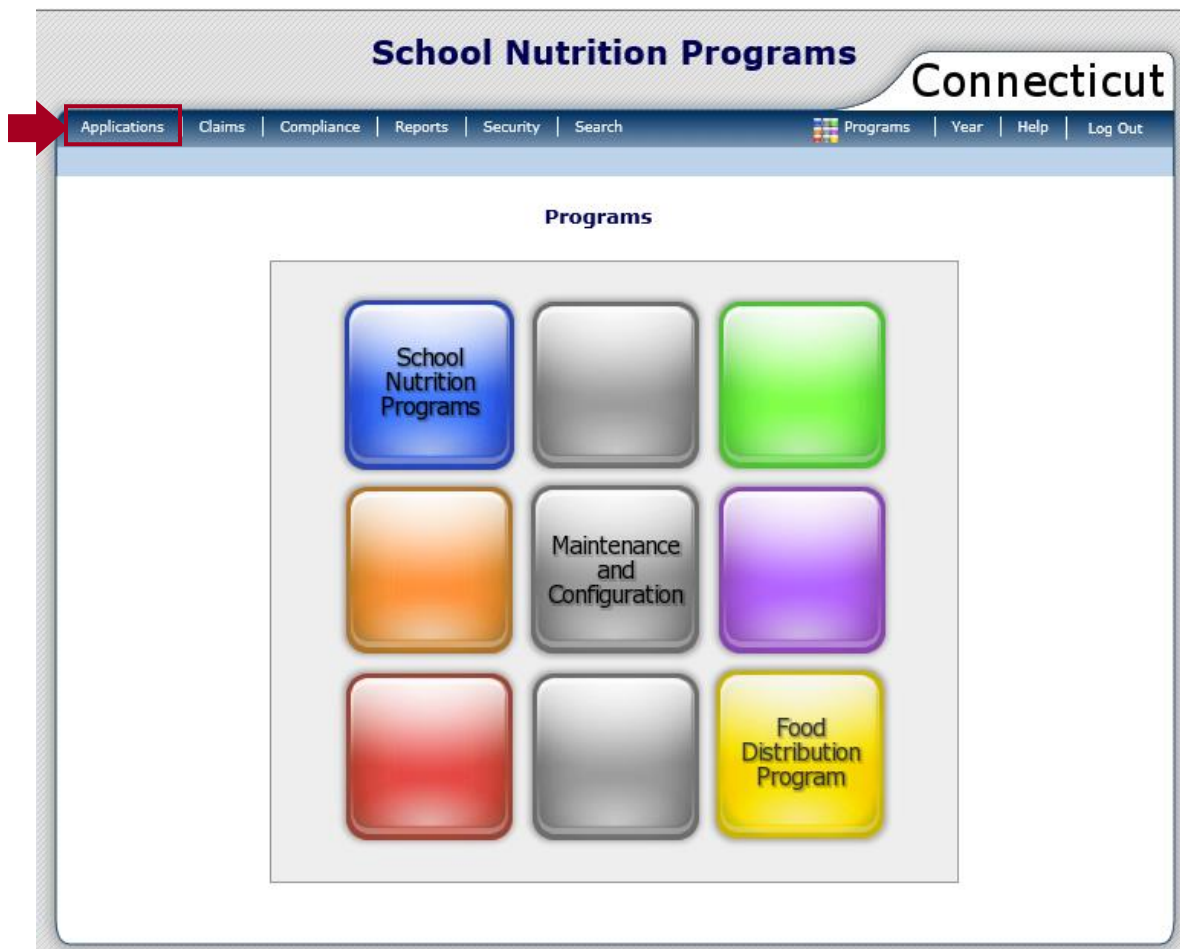 School Nutrition Programs
Connecticut
Applications | Claims | Compliance | Reports | Security | Search Programs | Year | Help | Log Out
Programs
School
Nutrition
Programs
Maintenance
and
Configuration
Food
Distribution
Program